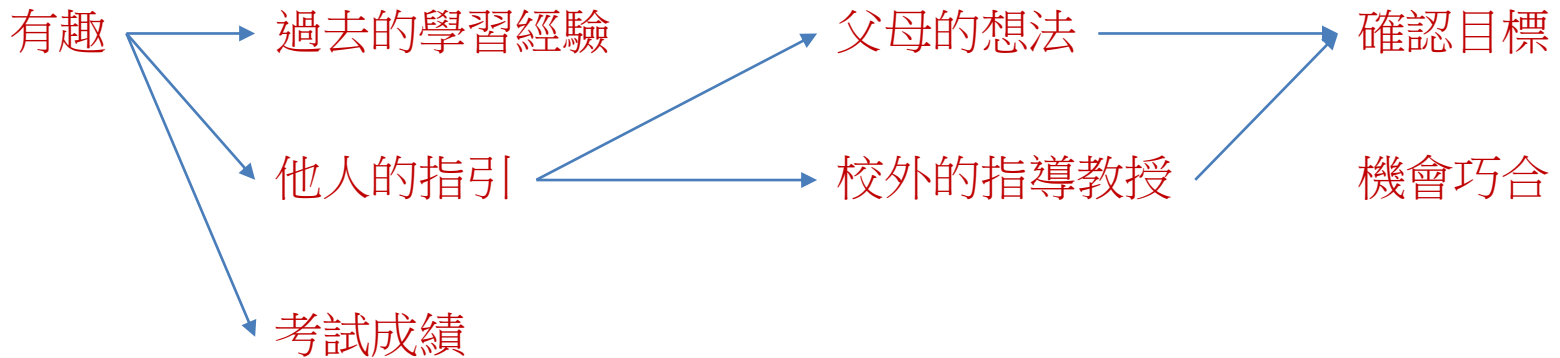 有趣
過去的學習經驗
父母的想法
確認目標
他人的指引
校外的指導教授
機會巧合
考試成績